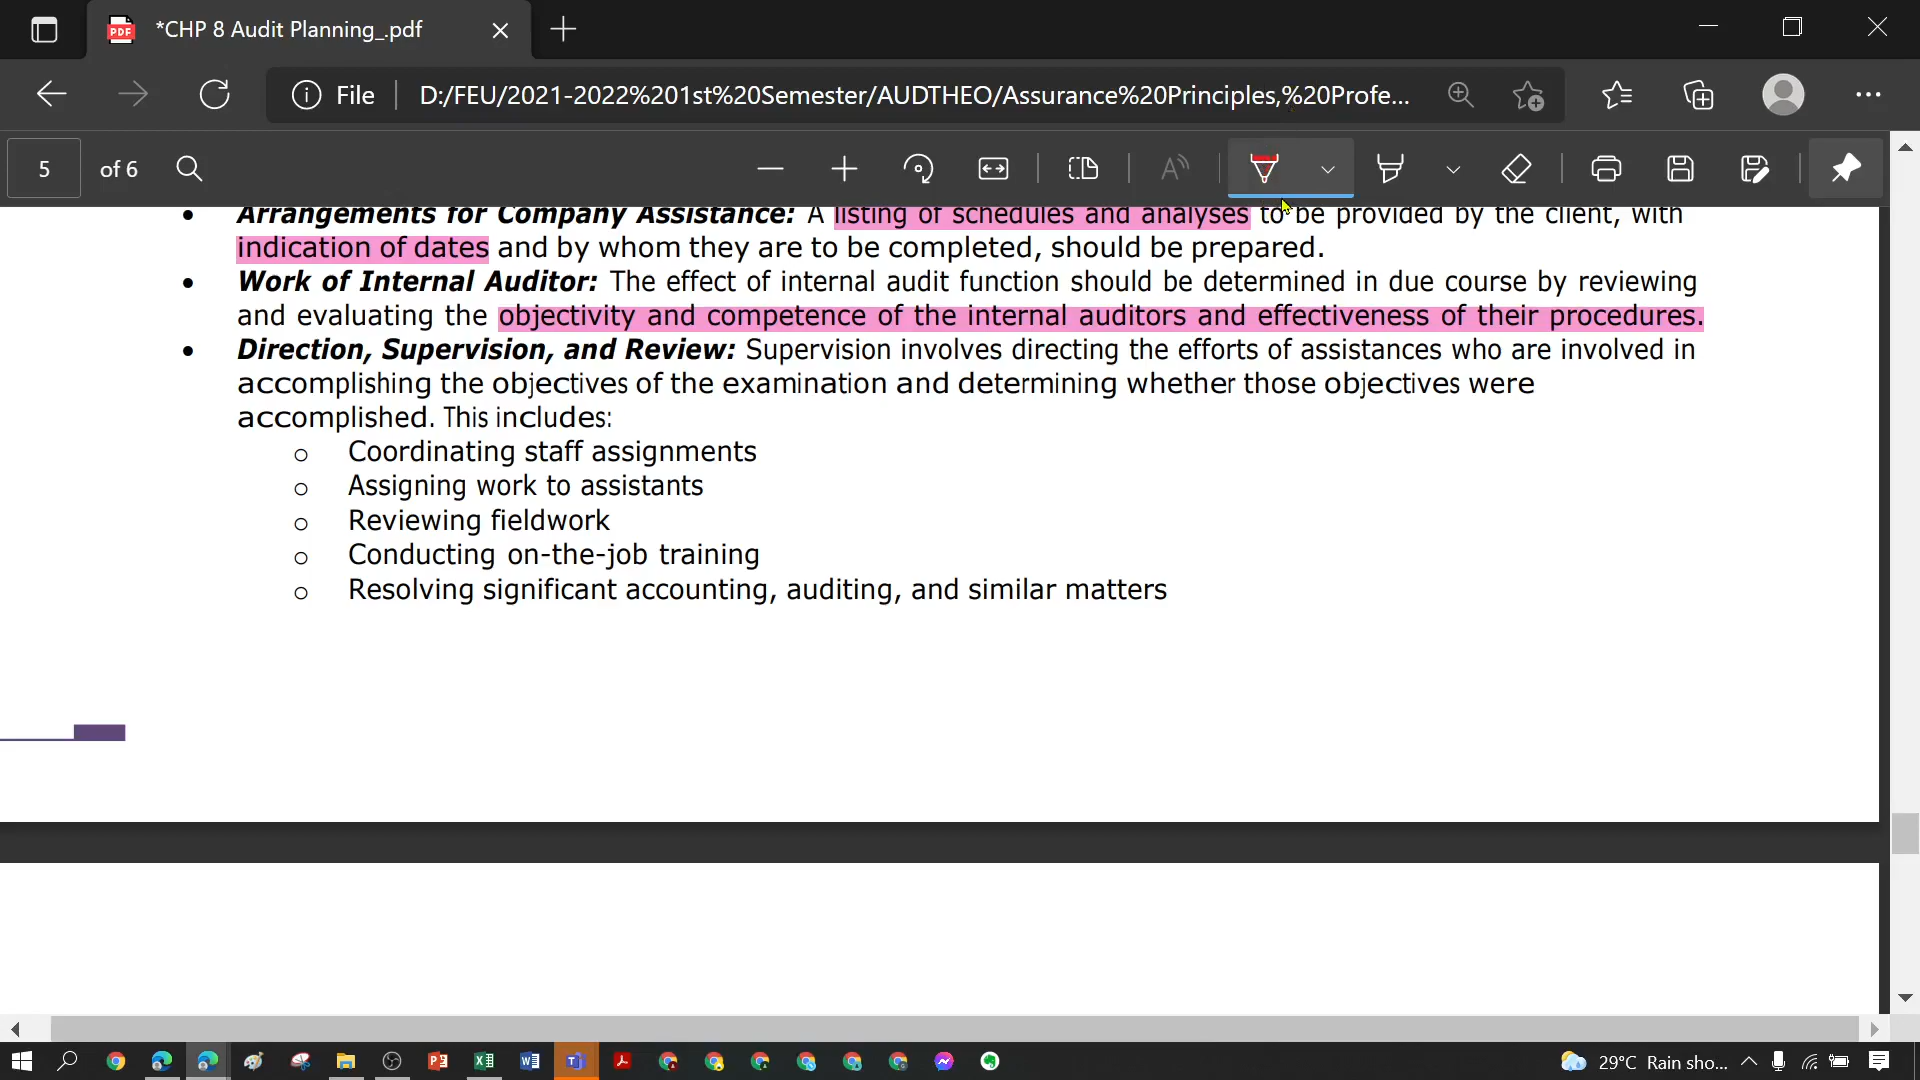 *CHP 8 Audit Planning_.pdf
File
D:/FEU/2021-2022%201st%20Semester/AUDTHEO/Assurance%20Principles,%20Profe...
5 of 6
• Arrangements for Company Assistance: A listing of schedules and analyses to be provided by the client, with
indication of dates and by whom they are to be completed, should be prepared.
• Work of Internal Auditor: The effect of internal audit function should be determined in due course by reviewing
and evaluating the objectivity and competence of the internal auditors and effectiveness of their procedures.
• Direction, Supervision, and Review: Supervision involves directing the efforts of assistances who are involved in
accomplishing the objectives of the examination and determining whether those objectives were
accomplished. This includes:
o Coordinating staff assignments
o Assigning work to assistants
o Reviewing fieldwork
o Conducting on-the-job training
o Resolving significant accounting, auditing, and similar matters
29°C Rain sho...